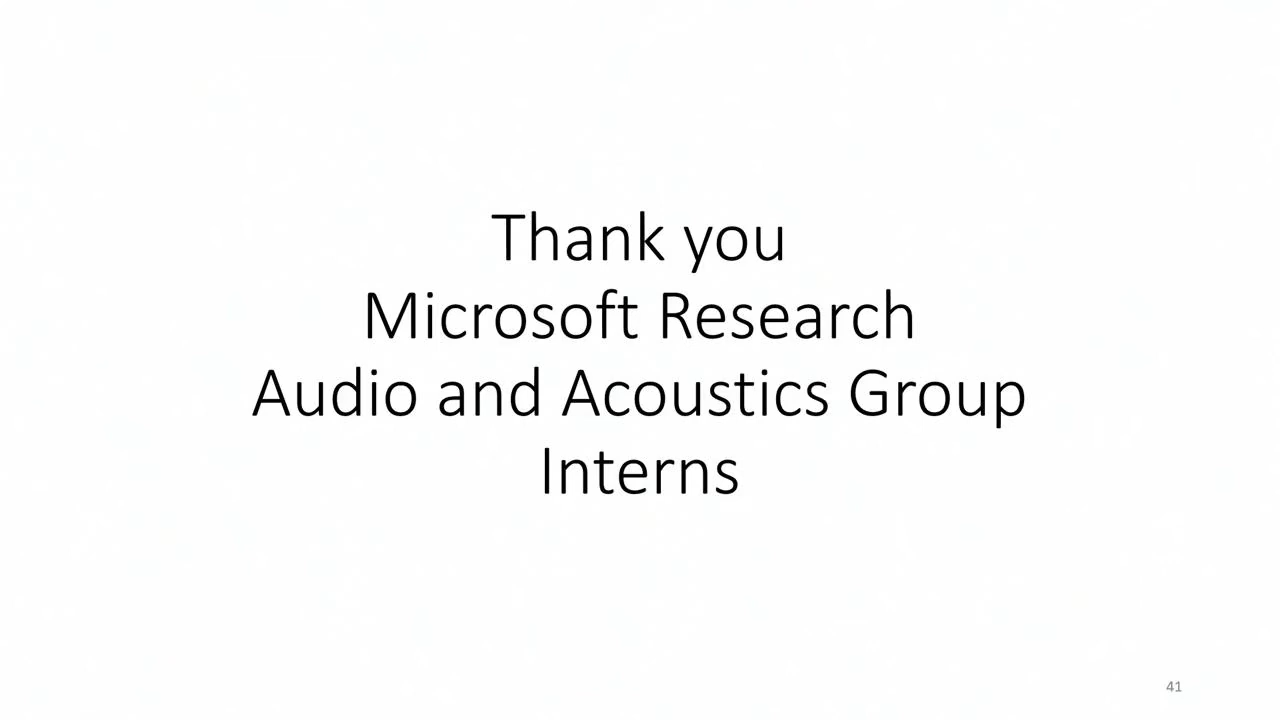 Thank you
Microsoft Research
Audio and Acoustics Group
Interns
41